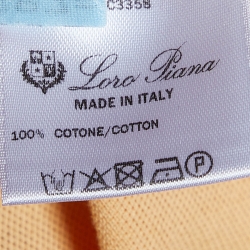 C3358
Loro Piana
MADE IN ITALY
100% COTONE/COTTON
P